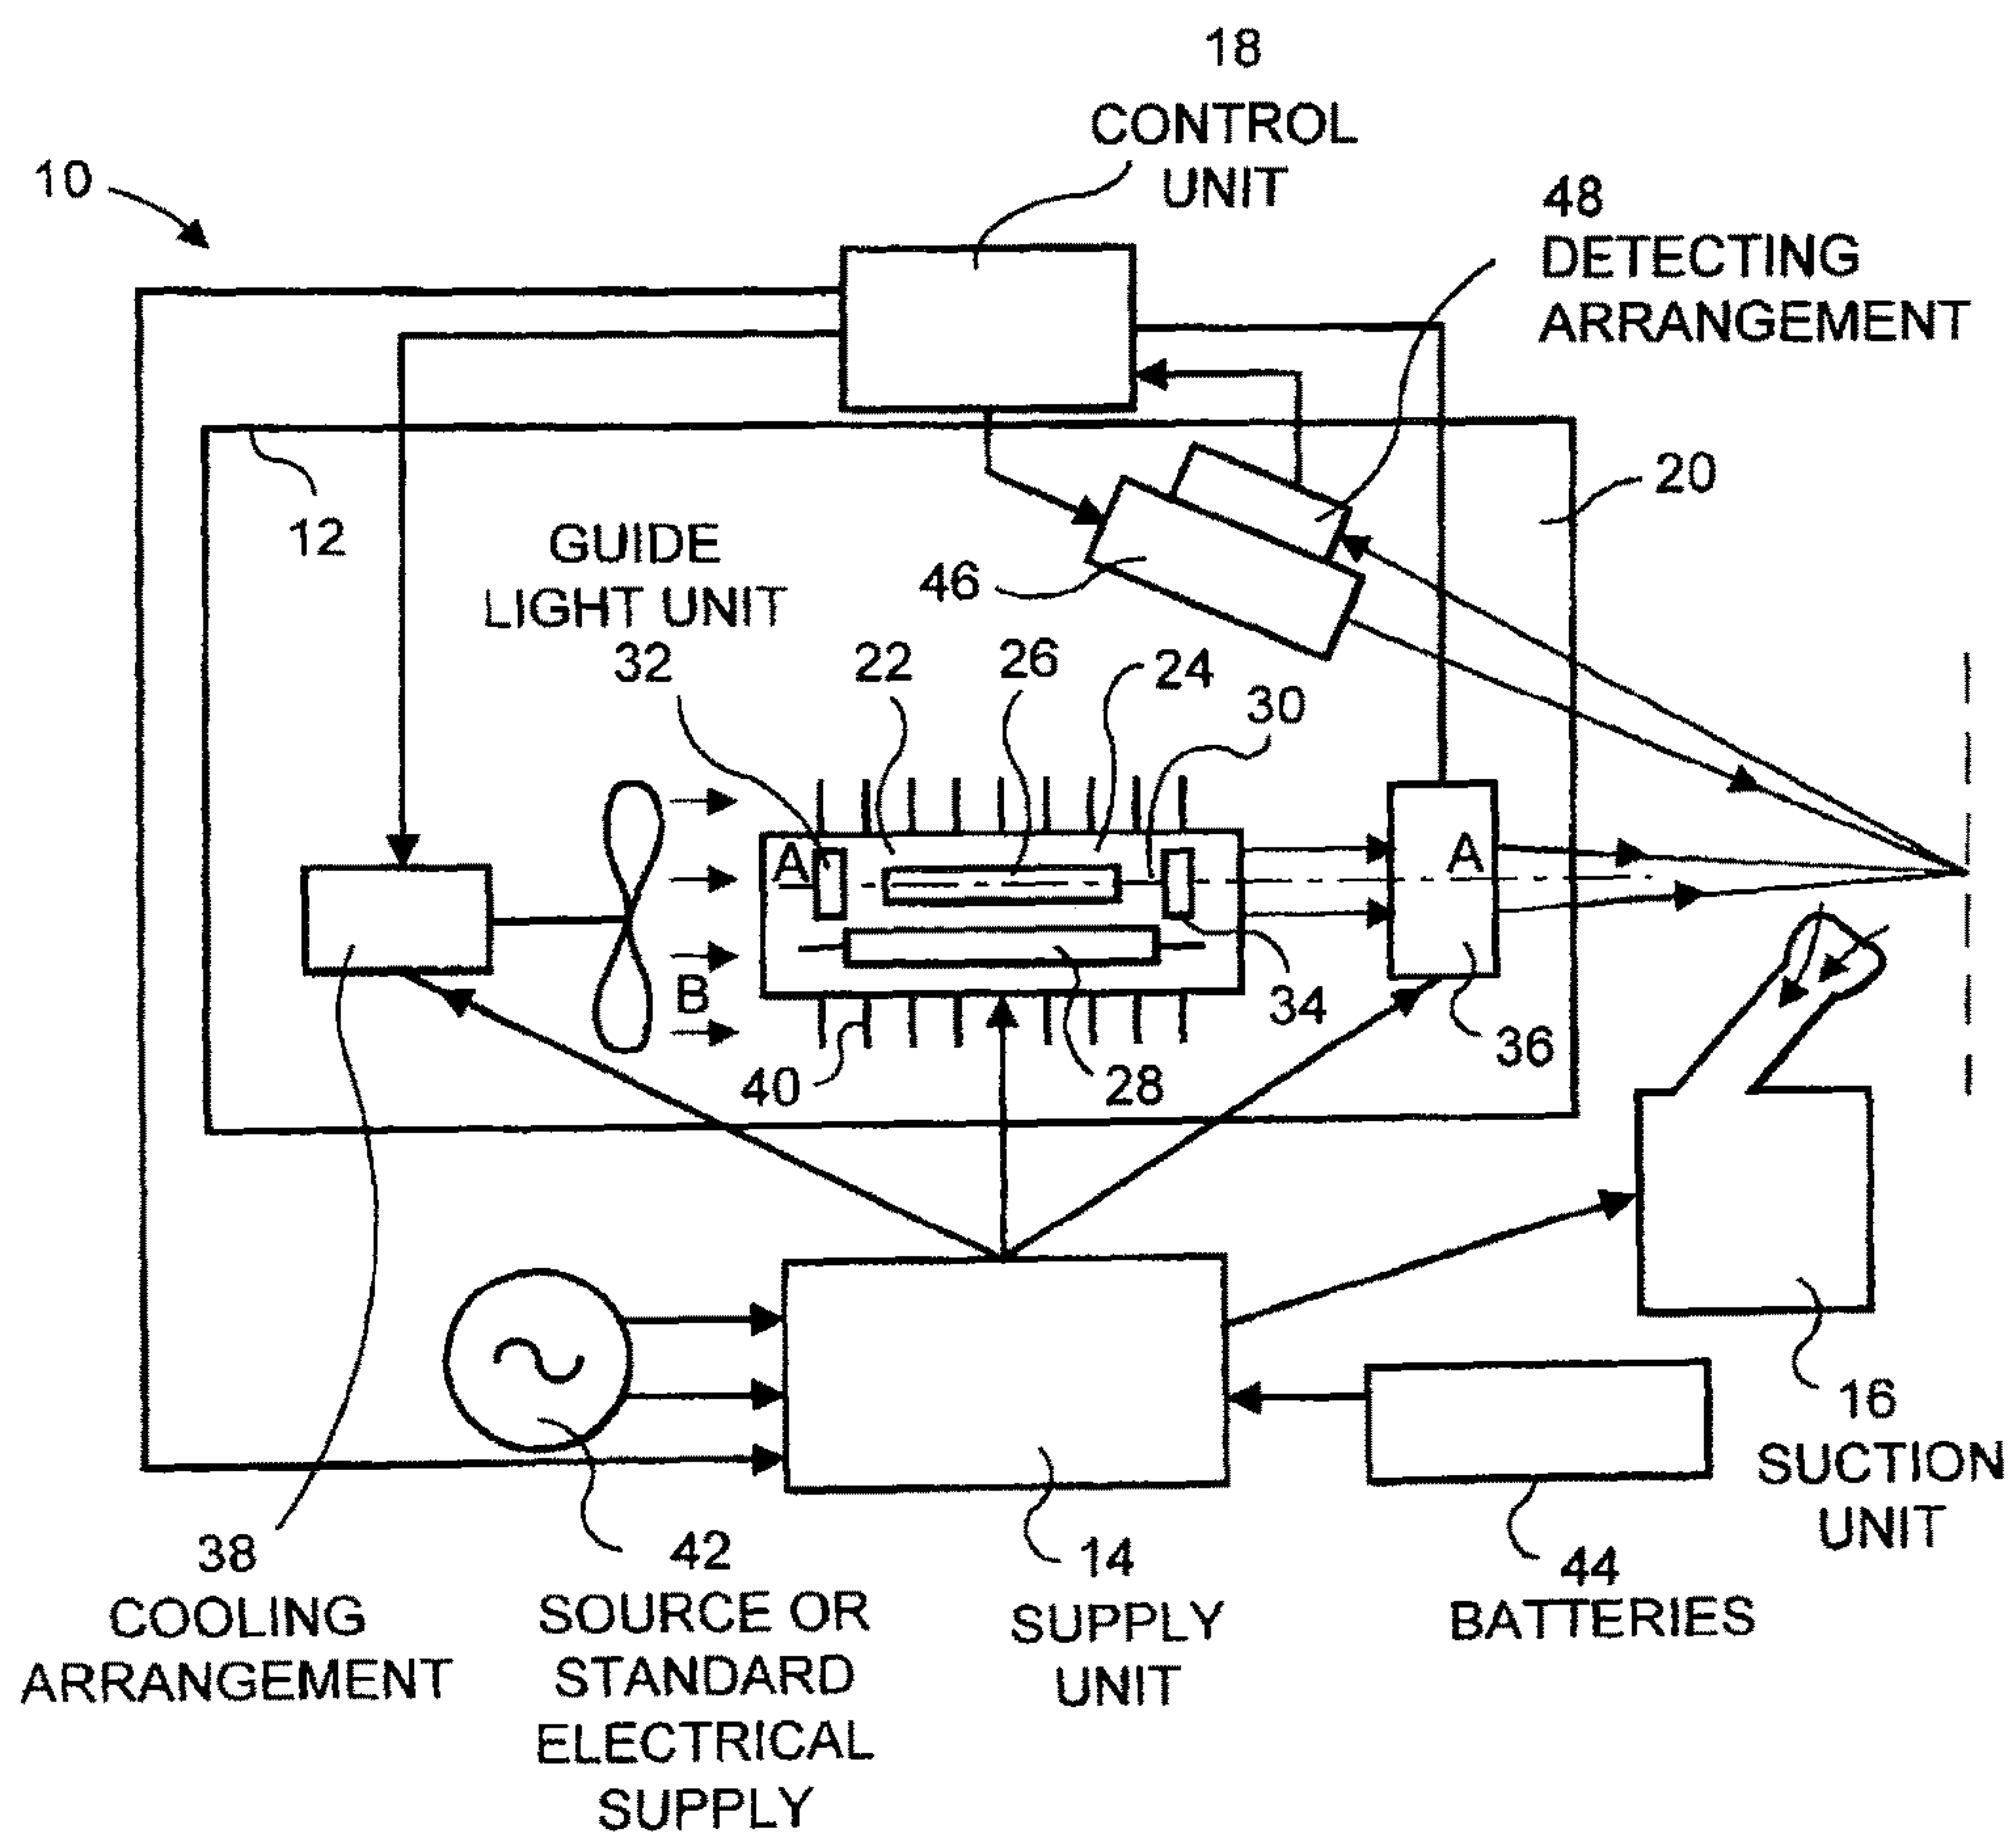 18
CONTROL
UNIT
10
48
DETECTING
ARRANGEMENT
20
12
GUIDE
LIGHT UNIT
46
32
22
26
24
30
A
A
B
34
36
40
28
16
SUCTION
UNIT
38
COOLING
ARRANGEMENT
42
SOURCE OR
STANDARD
ELECTRICAL
SUPPLY
14
SUPPLY
UNIT
44
BATTERIES